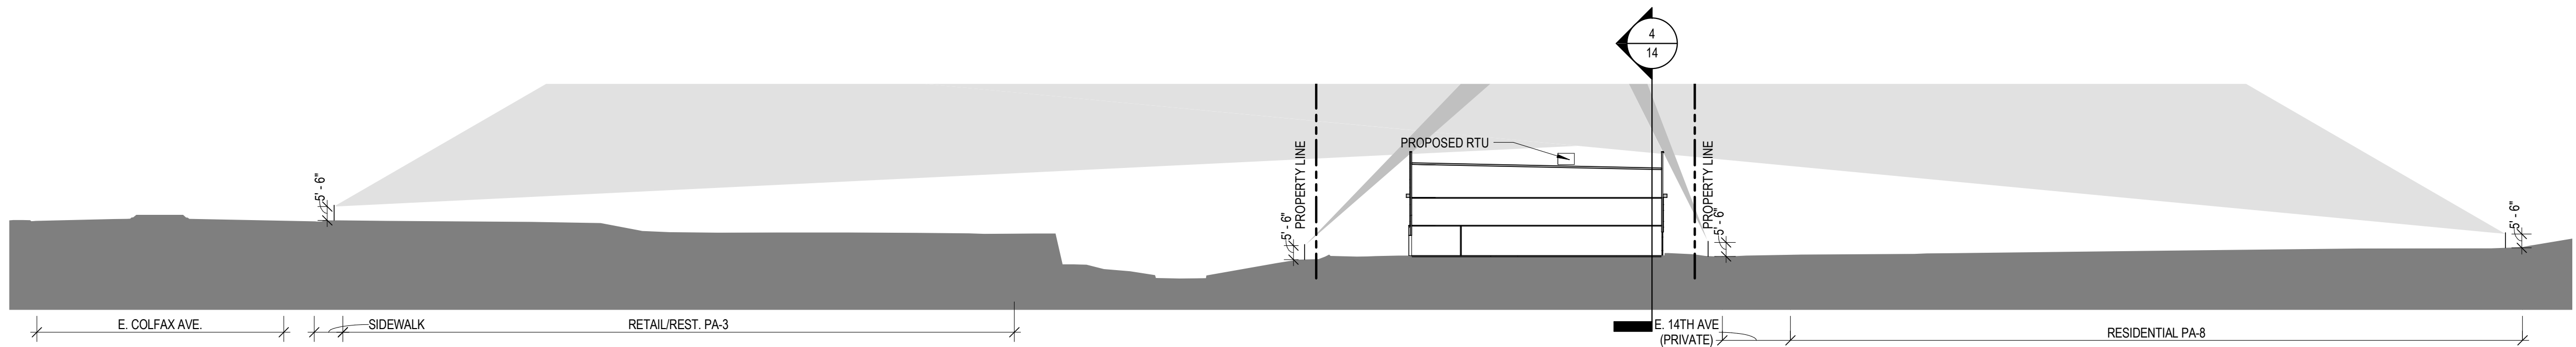 4
14
PROPOSED RTU
PROPERTY LINE
PROPERTY LINE
5' - 6"
5' - 6"
5' - 6"
5' - 6"
E. COLFAX AVE.
SIDEWALK
RETAIL/REST. PA-3
E. 14TH AVE
(PRIVATE)
RESIDENTIAL PA-8